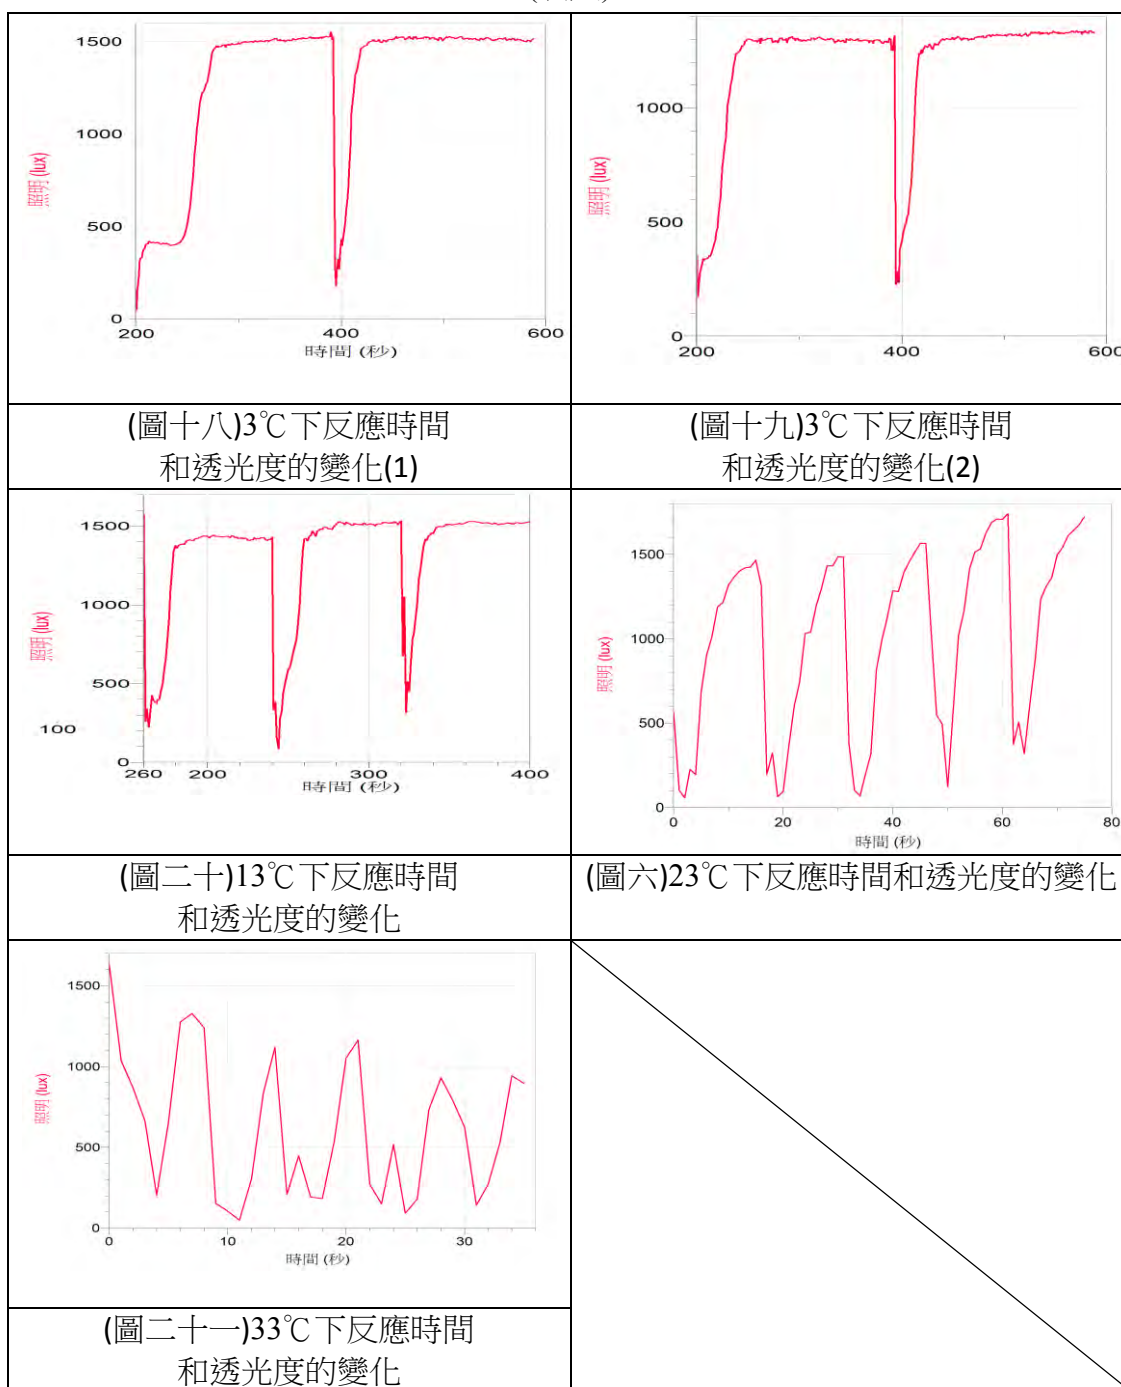 1500
1000
500
0
200
400
600
照明 (lux)
時間 (秒)
(圖十八)3℃下反應時間
和透光度的變化(1)
1000
500
0
200
400
600
照明 (lux)
時間 (秒)
(圖十九)3℃下反應時間
和透光度的變化(2)
1500
1000
500
100
0
260
200
300
400
照明 (lux)
時間 (秒)
(圖二十)13℃下反應時間
和透光度的變化
1500
1000
500
0
0
20
40
60
80
照明 (lux)
時間 (秒)
(圖六)23℃下反應時間和透光度的變化
1500
1000
500
0
0
10
20
30
照明 (lux)
時間 (秒)
(圖二十一)33℃下反應時間
和透光度的變化